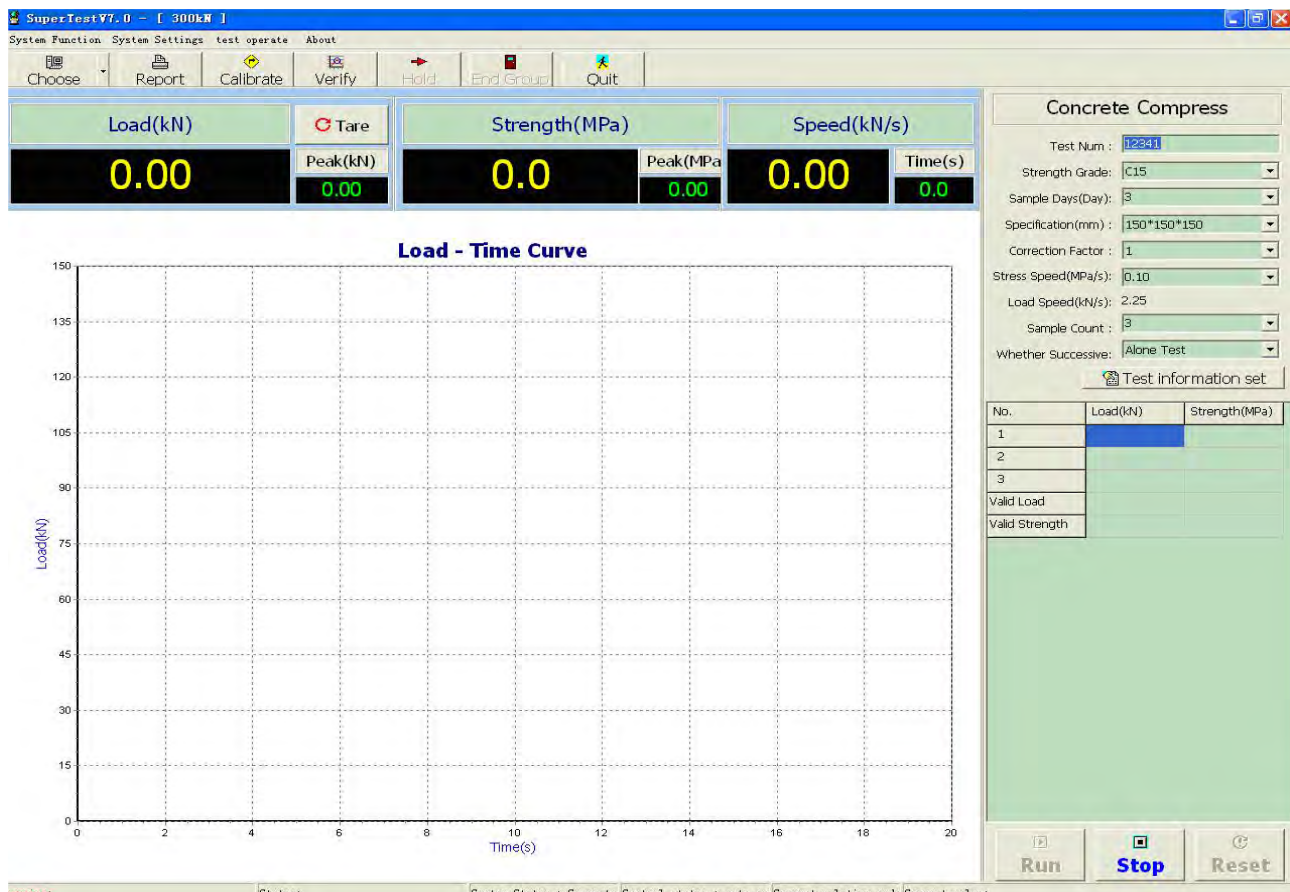 SuperTestV7.0 - [ 300kN ]
System Function System Settings test operate About
Choose Report Calibrate Verify Hold End Group Quit
Load(kN) Tare Strength(MPa) Speed(kN/s)
0.00 Peak(kN) 0.00
0.0 Peak(MPa 0.00
0.00 Time(s) 0.0
Concrete Compress
Test Num : 12341
Strength Grade: C15
Sample Days(Day): 3
Specification(mm) : 150*150*150
Correction Factor : 1
Stress Speed(MPa/s): 0.10
Load Speed(kN/s): 2.25
Sample Count : 3
Whether Successive: Alone Test
Test information set
No. Load(kN) Strength(MPa)
1
2
3
Valid Load
Valid Strength
Load - Time Curve
150
135
120
105
90
75
60
45
30
15
0
Load(kN)
0 2 4 6 8 10 12 14 16 18 20
Time(s)
Run Stop Reset